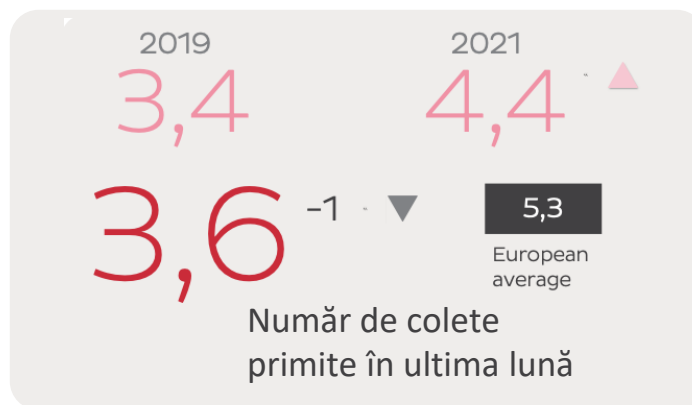 2019 2021
3,4 4,4
3,6 -1 5,3
European
average
Număr de colete
primite în ultima lună